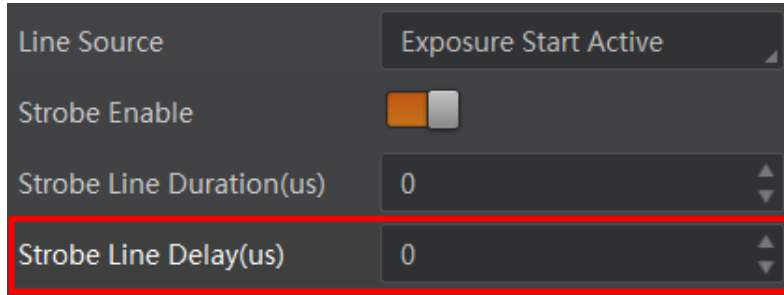 Line Source
Exposure Start Active
Strobe Enable
Strobe Line Duration(us)
0
Strobe Line Delay(us)
0